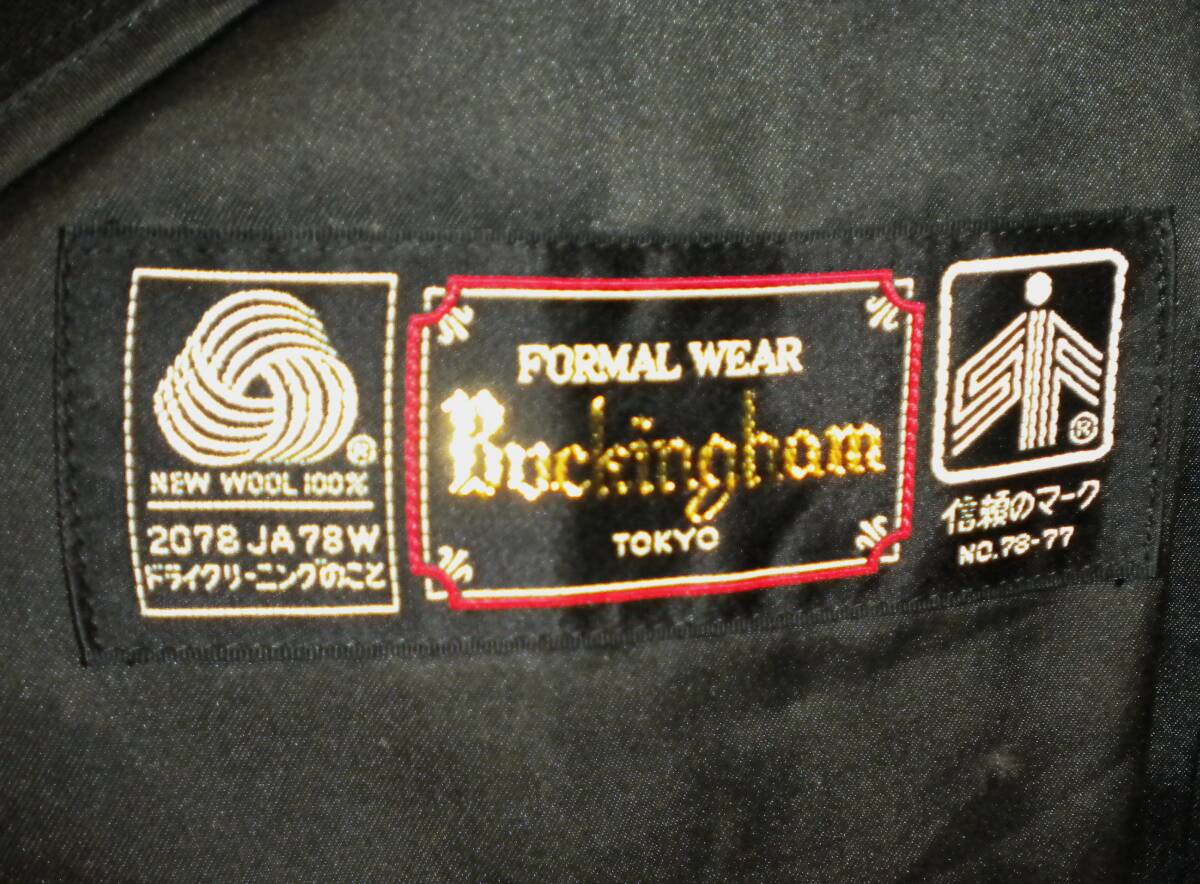 ®
NEW WOOL 100%
2078 JA78W
ドライクリーニングのこと
FORMAL WEAR
Buckingham
TOKYO
SIF
®
信頼のマーク
NO.78-77